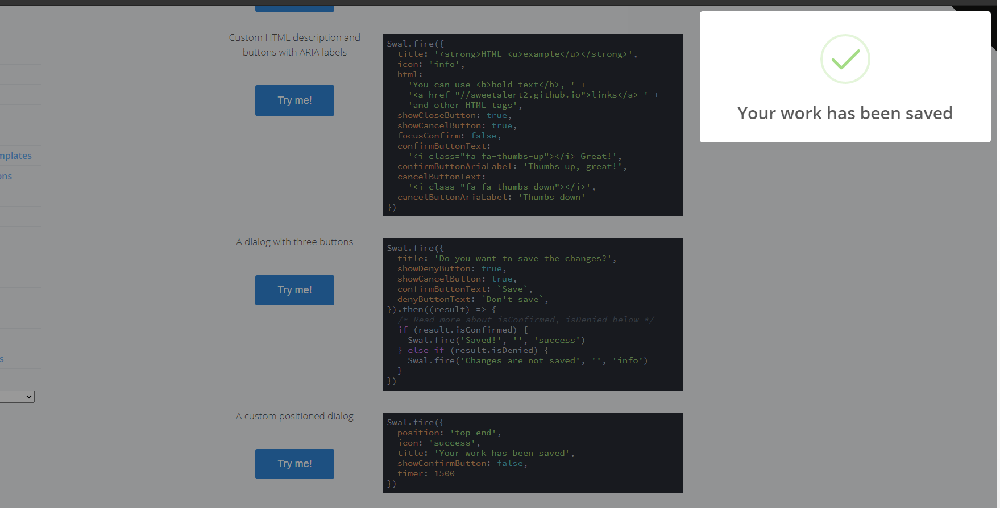 Your work has been saved
mplates
ons
s
Custom HTML description and
buttons with ARIA labels
Try me!
Swal.fire({
  title: '<strong>HTML <u>example</u></strong>',
  icon: 'info',
  html:
    'You can use <b>bold text</b>, ' +
    '<a href="//sweetalert2.github.io">links</a> ' +
    'and other HTML tags',
  showCloseButton: true,
  showCancelButton: true,
  focusConfirm: false,
  confirmButtonText:
    '<i class="fa fa-thumbs-up"></i> Great!',
  confirmButtonAriaLabel: 'Thumbs up, great!',
  cancelButtonText:
    '<i class="fa fa-thumbs-down"></i>',
  cancelButtonAriaLabel: 'Thumbs down'
})
A dialog with three buttons
Try me!
Swal.fire({
  title: 'Do you want to save the changes?',
  showDenyButton: true,
  showCancelButton: true,
  confirmButtonText: `Save`,
  denyButtonText: `Don't save`,
}).then((result) => {
  /* Read more about isConfirmed, isDenied below */
  if (result.isConfirmed) {
    Swal.fire('Saved!', '', 'success')
  } else if (result.isDenied) {
    Swal.fire('Changes are not saved', '', 'info')
  }
})
A custom positioned dialog
Try me!
Swal.fire({
  position: 'top-end',
  icon: 'success',
  title: 'Your work has been saved',
  showConfirmButton: false,
  timer: 1500
})